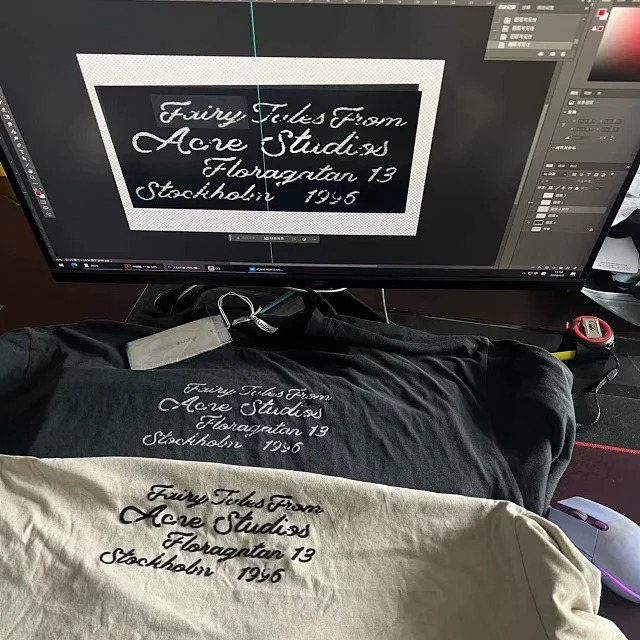 Fairy Tales From
Acne Studios
Floragatan 13
Stockholm 1996
Fairy Tales From
Acne Studios
Floragatan 13
Stockholm 1996
Fairy Tales From
Acne Studios
Floragatan 13
Stockholm 1996